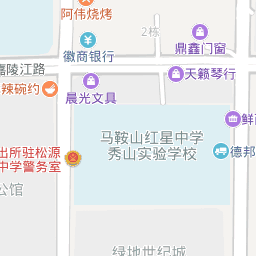 阿伟烧烤
2栋
鼎鑫门窗
徽商银行
嘉陵江路
天籁琴行
辣碗约
晨光文具
鲜
马鞍山红星中学
秀山实验学校
德邦
出所驻松源
中学警务室
公馆
绿地世纪城